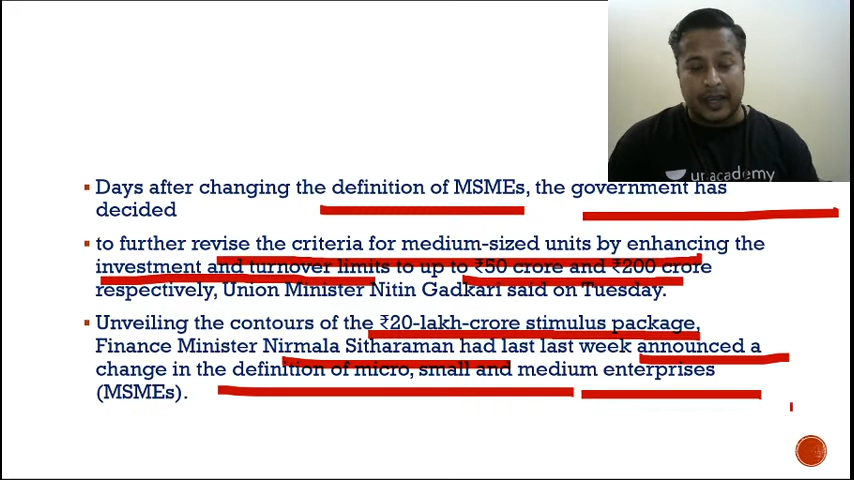 unacademy
Days after changing the definition of MSMEs, the government has
decided
to further revise the criteria for medium-sized units by enhancing the
investment and turnover limits to up to ₹50 crore and ₹200 crore
respectively, Union Minister Nitin Gadkari said on Tuesday.
Unveiling the contours of the ₹20-lakh-crore stimulus package,
Finance Minister Nirmala Sitharaman had last last week announced a
change in the definition of micro, small and medium enterprises
(MSMEs).